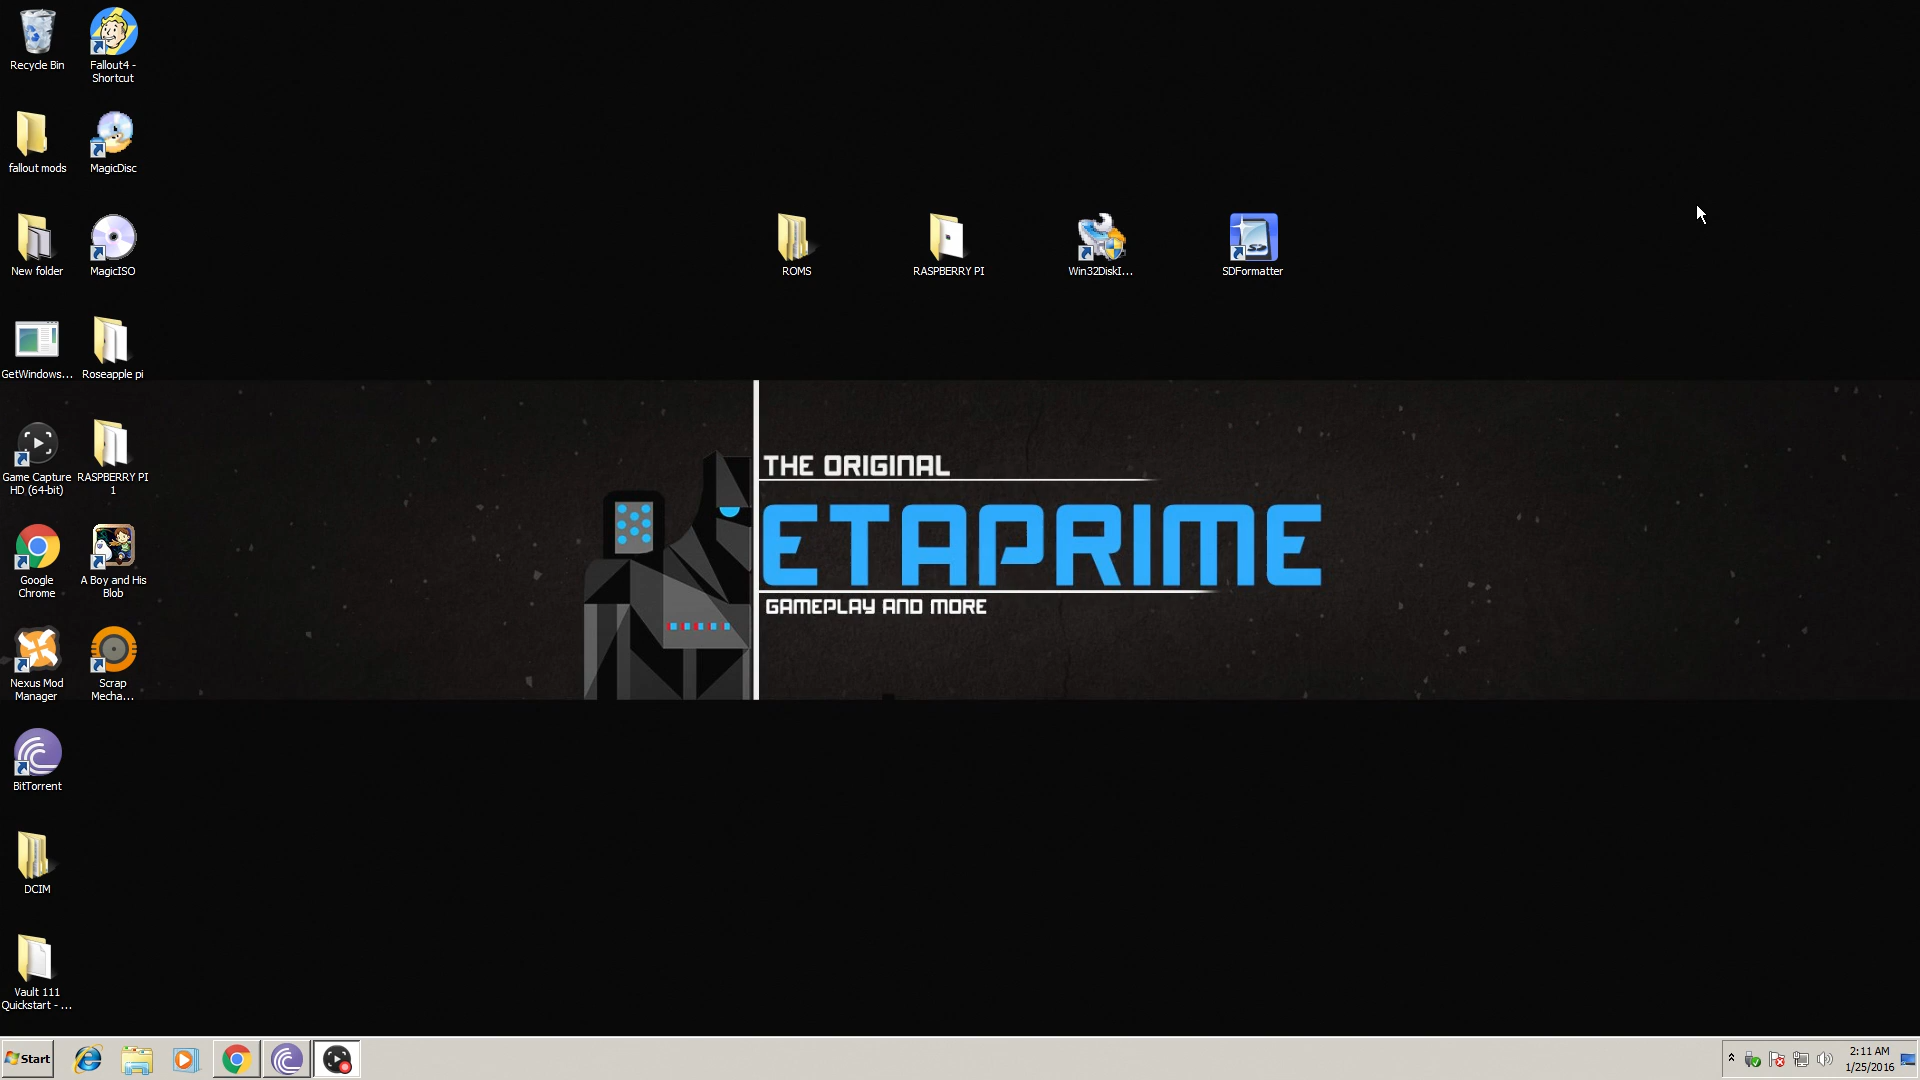 Recycle Bin
Fallout4 -
Shortcut
fallout mods
MagicDisc
New folder
MagicISO
ROMS
RASPBERRY PI
Win32DiskI...
SDFormatter
GetWindows...
Roseapple pi
Game Capture
HD (64-bit)
RASPBERRY PI
1
THE ORIGINAL
ETAPRIME
GAMEPLAY AND MORE
Google
Chrome
A Boy and His
Blob
Nexus Mod
Manager
Scrap
Mecha...
BitTorrent
DCIM
Vault 111
Quickstart - ...
Start
2:11 AM
1/25/2016